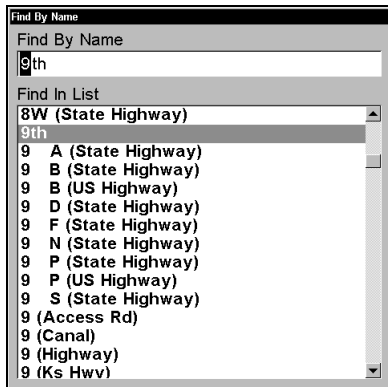 Find By Name
Find By Name
9th
Find In List
8W (State Highway)
9th
9 A (State Highway)
9 B (State Highway)
9 B (US Highway)
9 D (State Highway)
9 F (State Highway)
9 N (State Highway)
9 P (State Highway)
9 P (US Highway)
9 S (State Highway)
9 (Access Rd)
9 (Canal)
9 (Highway)
9 (Ks Hwy)